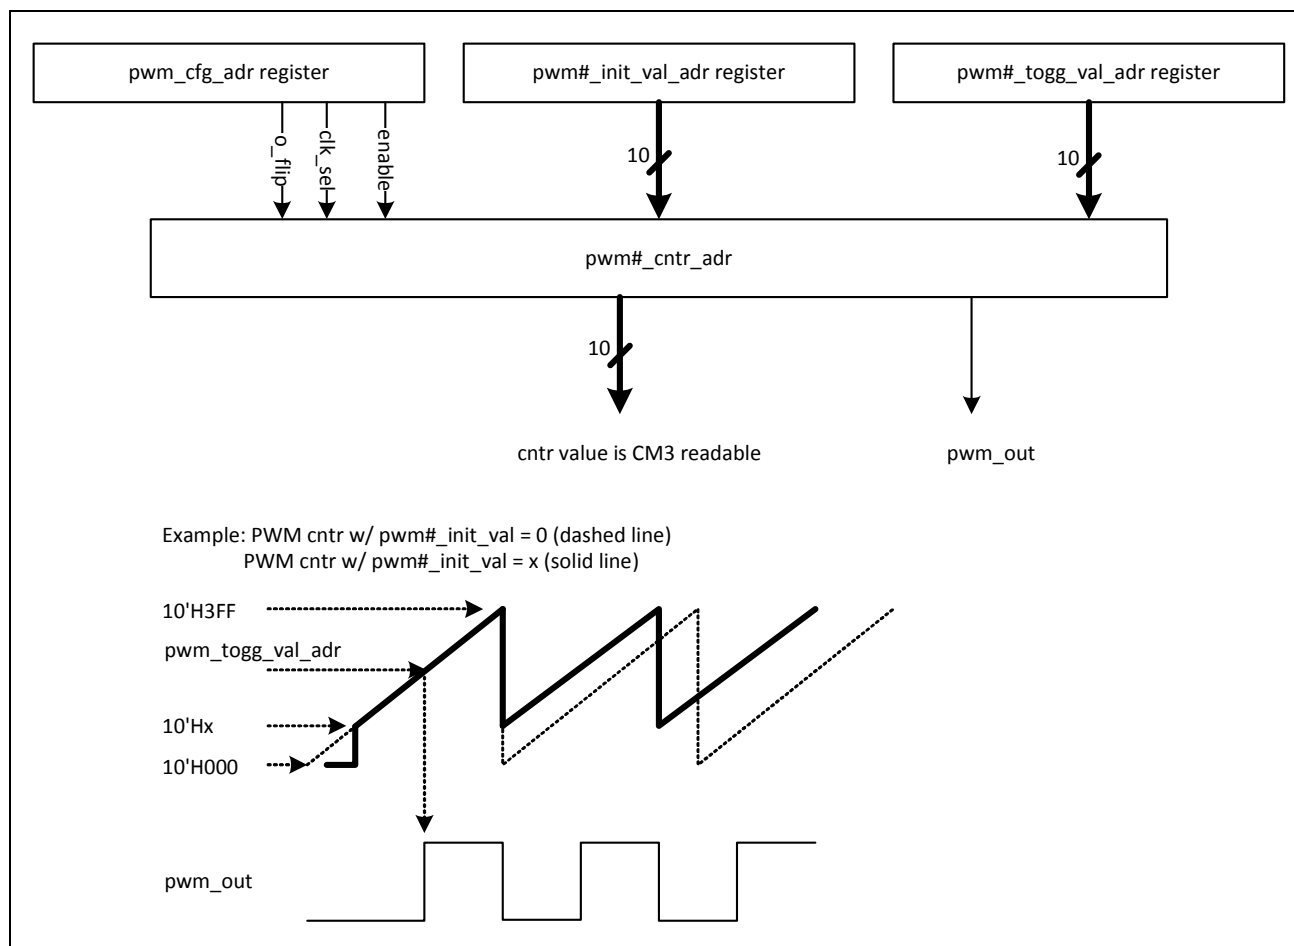 pwm_cfg_adr register
pwm#_init_val_adr register
pwm#_togg_val_adr register
o_flip
clk_sel
enable
10
10
pwm#_cntr_adr
10
cntr value is CM3 readable
pwm_out
Example: PWM cntr w/ pwm#_init_val = 0 (dashed line)
PWM cntr w/ pwm#_init_val = x (solid line)
10'H3FF
pwm_togg_val_adr
10'Hx
10'H000
pwm_out